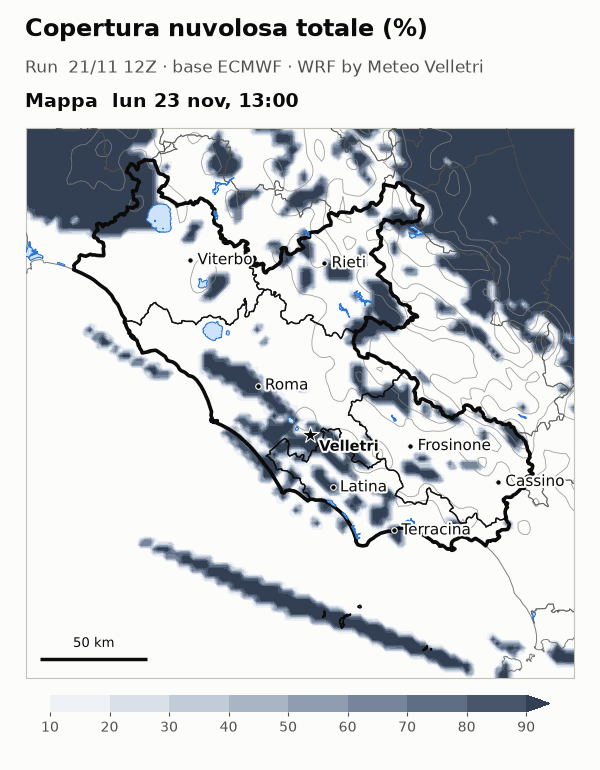 Copertura nuvolosa totale (%)
Run 21/11 12Z · base ECMWF · WRF by Meteo Velletri
Mappa lun 23 nov, 13:00
Viterbo
Rieti
Roma
Velletri
Frosinone
Latina
Cassino
Terracina
50 km
10 20 30 40 50 60 70 80 90